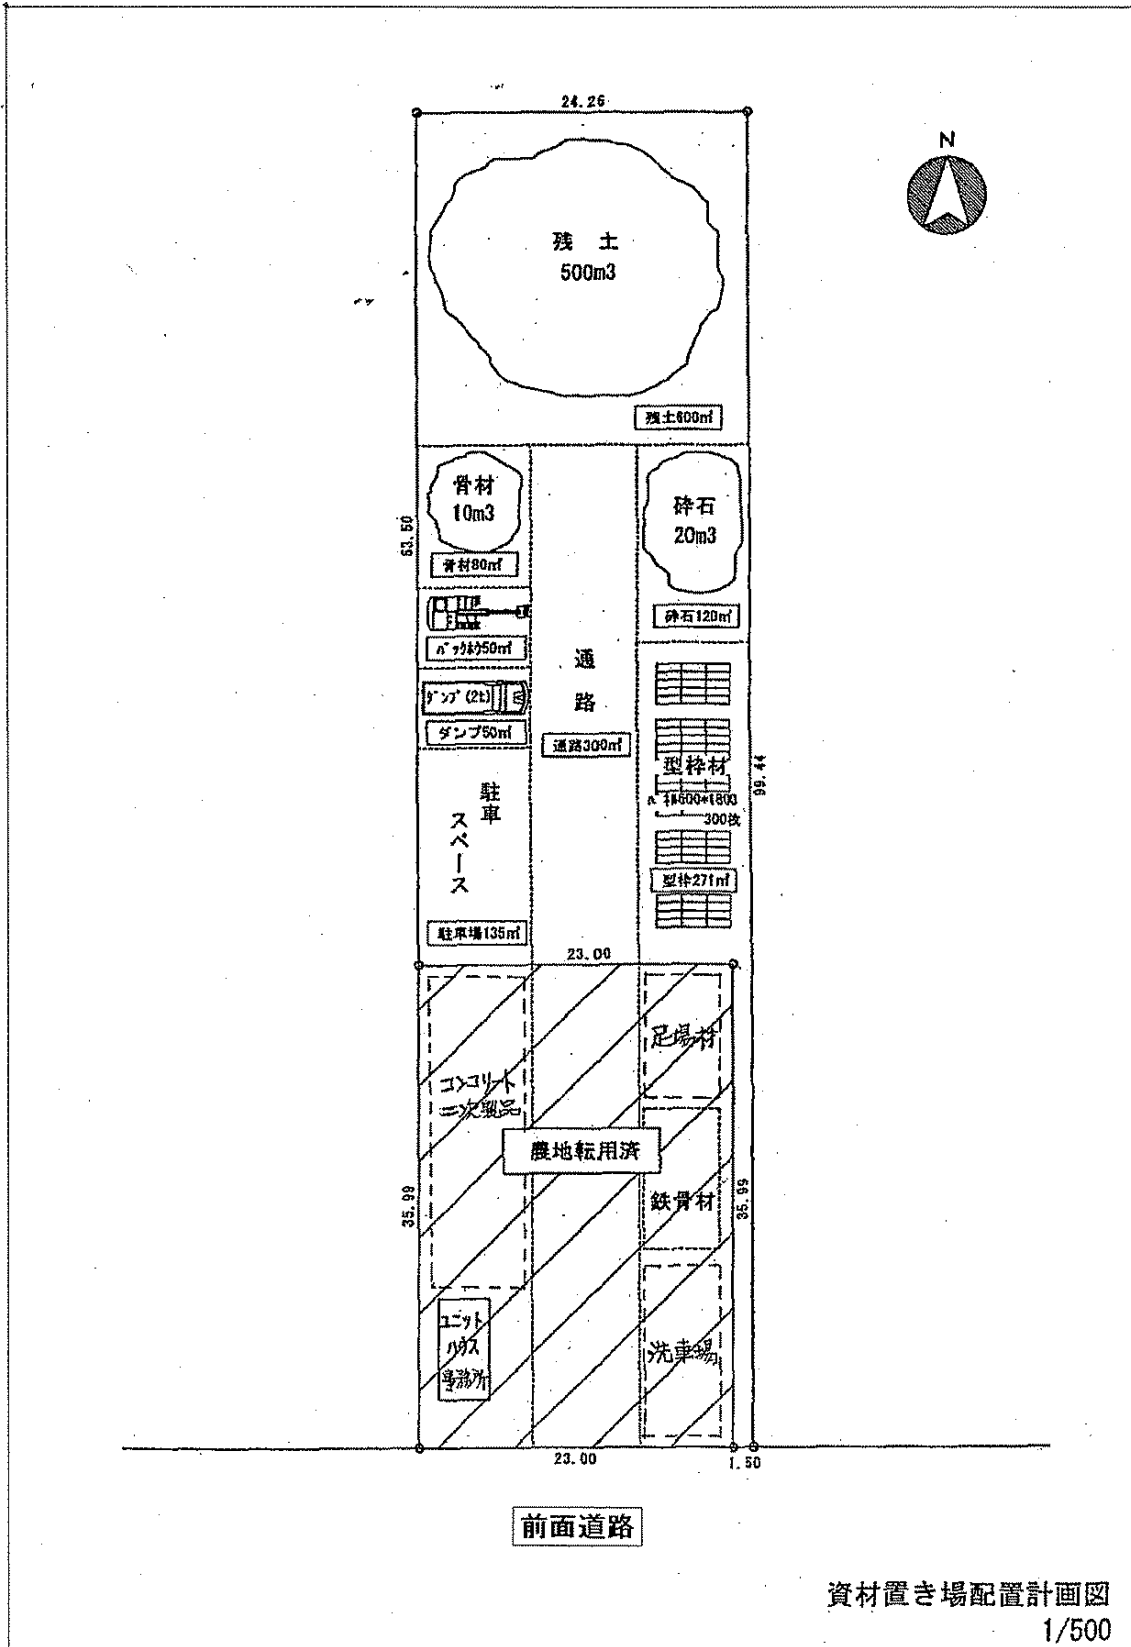 24.26
N
残 土
500m3
残土600㎡
骨材
10m3
骨材80㎡
砕石
20m3
砕石120㎡
63.50
バックホウ50㎡
ダンプ(2t)
ダンプ50㎡
通路
通路300㎡
型枠材
600*1800
300枚
型枠271㎡
99.44
駐車
スペース
駐車場135㎡
23.00
足場材
コンクリート
二次製品
農地転用済
鉄骨材
35.99
35.99
ユニット
ハウス
事務所
洗車場
23.00
1.50
前面道路
資材置き場配置計画図
1/500